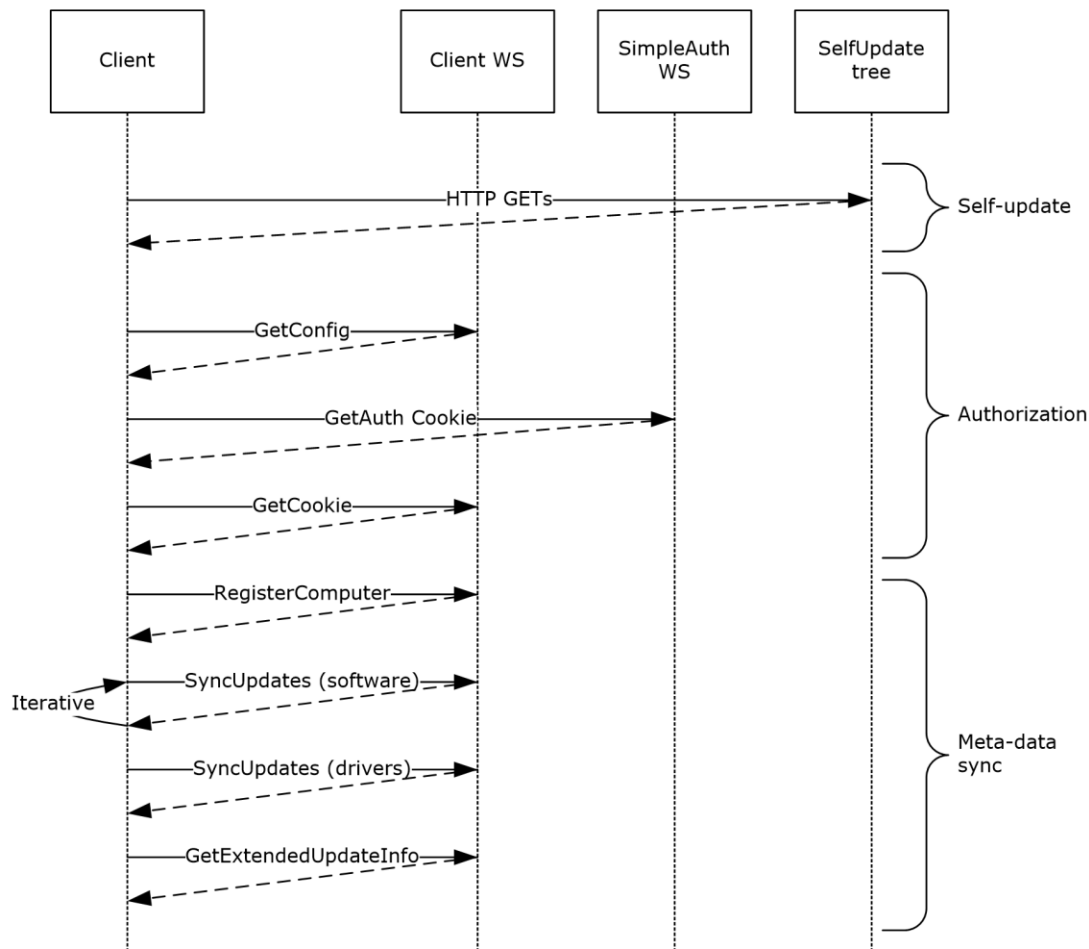 Client
Client WS
SimpleAuth
WS
SelfUpdate
tree
HTTP GETs
Self-update
GetConfig
GetAuth Cookie
Authorization
GetCookie
RegisterComputer
SyncUpdates (software)
Iterative
SyncUpdates (drivers)
Meta-data
sync
GetExtendedUpdateInfo